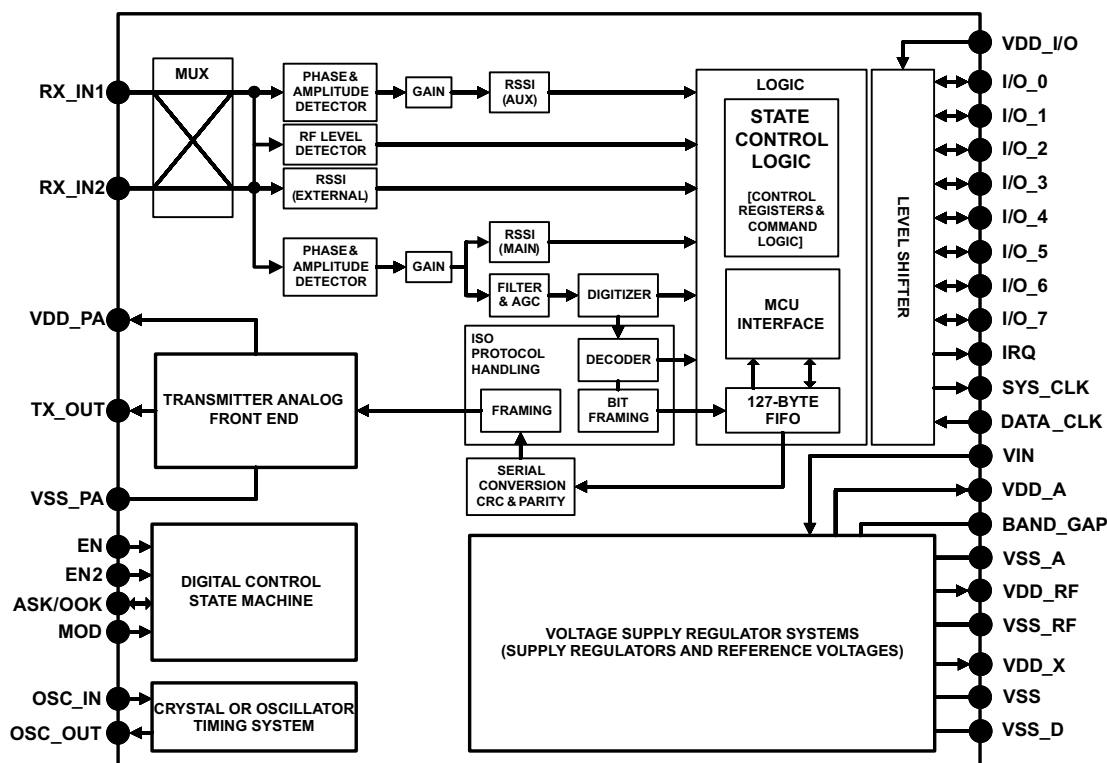 RX_IN1
RX_IN2
VDD_PA
TX_OUT
VSS_PA
EN
EN2
ASK/OOK
MOD
OSC_IN
OSC_OUT
MUX
PHASE &
AMPLITUDE
DETECTOR
GAIN
RSSI
(AUX)
RF LEVEL
DETECTOR
RSSI
(EXTERNAL)
PHASE &
AMPLITUDE
DETECTOR
GAIN
RSSI
(MAIN)
FILTER
& AGC
DIGITIZER
ISO
PROTOCOL
HANDLING
DECODER
FRAMING
BIT
FRAMING
SERIAL
CONVERSION
CRC & PARITY
TRANSMITTER ANALOG
FRONT END
DIGITAL CONTROL
STATE MACHINE
CRYSTAL OR OSCILLATOR
TIMING SYSTEM
LOGIC
STATE
CONTROL
LOGIC
[CONTROL
REGISTERS &
COMMAND
LOGIC]
MCU
INTERFACE
127-BYTE
FIFO
LEVEL SHIFTER
VOLTAGE SUPPLY REGULATOR SYSTEMS
(SUPPLY REGULATORS AND REFERENCE VOLTAGES)
VDD_I/O
I/O_0
I/O_1
I/O_2
I/O_3
I/O_4
I/O_5
I/O_6
I/O_7
IRQ
SYS_CLK
DATA_CLK
VIN
VDD_A
BAND_GAP
VSS_A
VDD_RF
VSS_RF
VDD_X
VSS
VSS_D